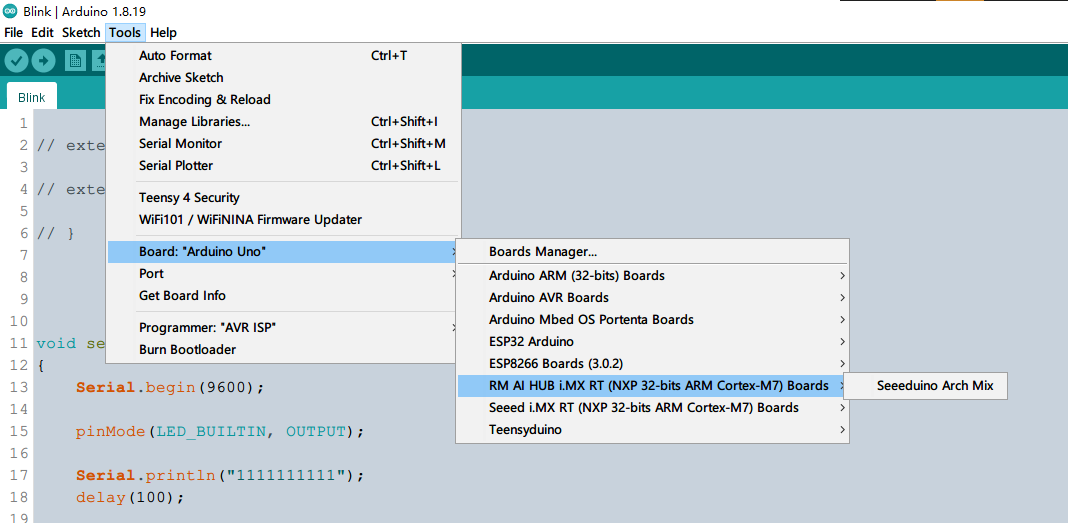 Blink | Arduino 1.8.19
File Edit Sketch Tools Help
Auto Format Ctrl+T
Archive Sketch
Fix Encoding & Reload
Manage Libraries... Ctrl+Shift+I
Serial Monitor Ctrl+Shift+M
Serial Plotter Ctrl+Shift+L
Teensy 4 Security
WiFi101 / WiFiNINA Firmware Updater
Board: "Arduino Uno"
Port
Get Board Info
Programmer: "AVR ISP"
Burn Bootloader
Boards Manager...
Arduino ARM (32-bits) Boards
Arduino AVR Boards
Arduino Mbed OS Portenta Boards
ESP32 Arduino
ESP8266 Boards (3.0.2)
RM AI HUB i.MX RT (NXP 32-bits ARM Cortex-M7) Boards
Seeed i.MX RT (NXP 32-bits ARM Cortex-M7) Boards
Teensyduino
Seeeduino Arch Mix
Blink
1
2 // exte
3
4 // exte
5
6 // }
7
8
9
10
11 void se
12 {
13 Serial.begin(9600);
14
15 pinMode(LED_BUILTIN, OUTPUT);
16
17 Serial.println("1111111111");
18 delay(100);
19